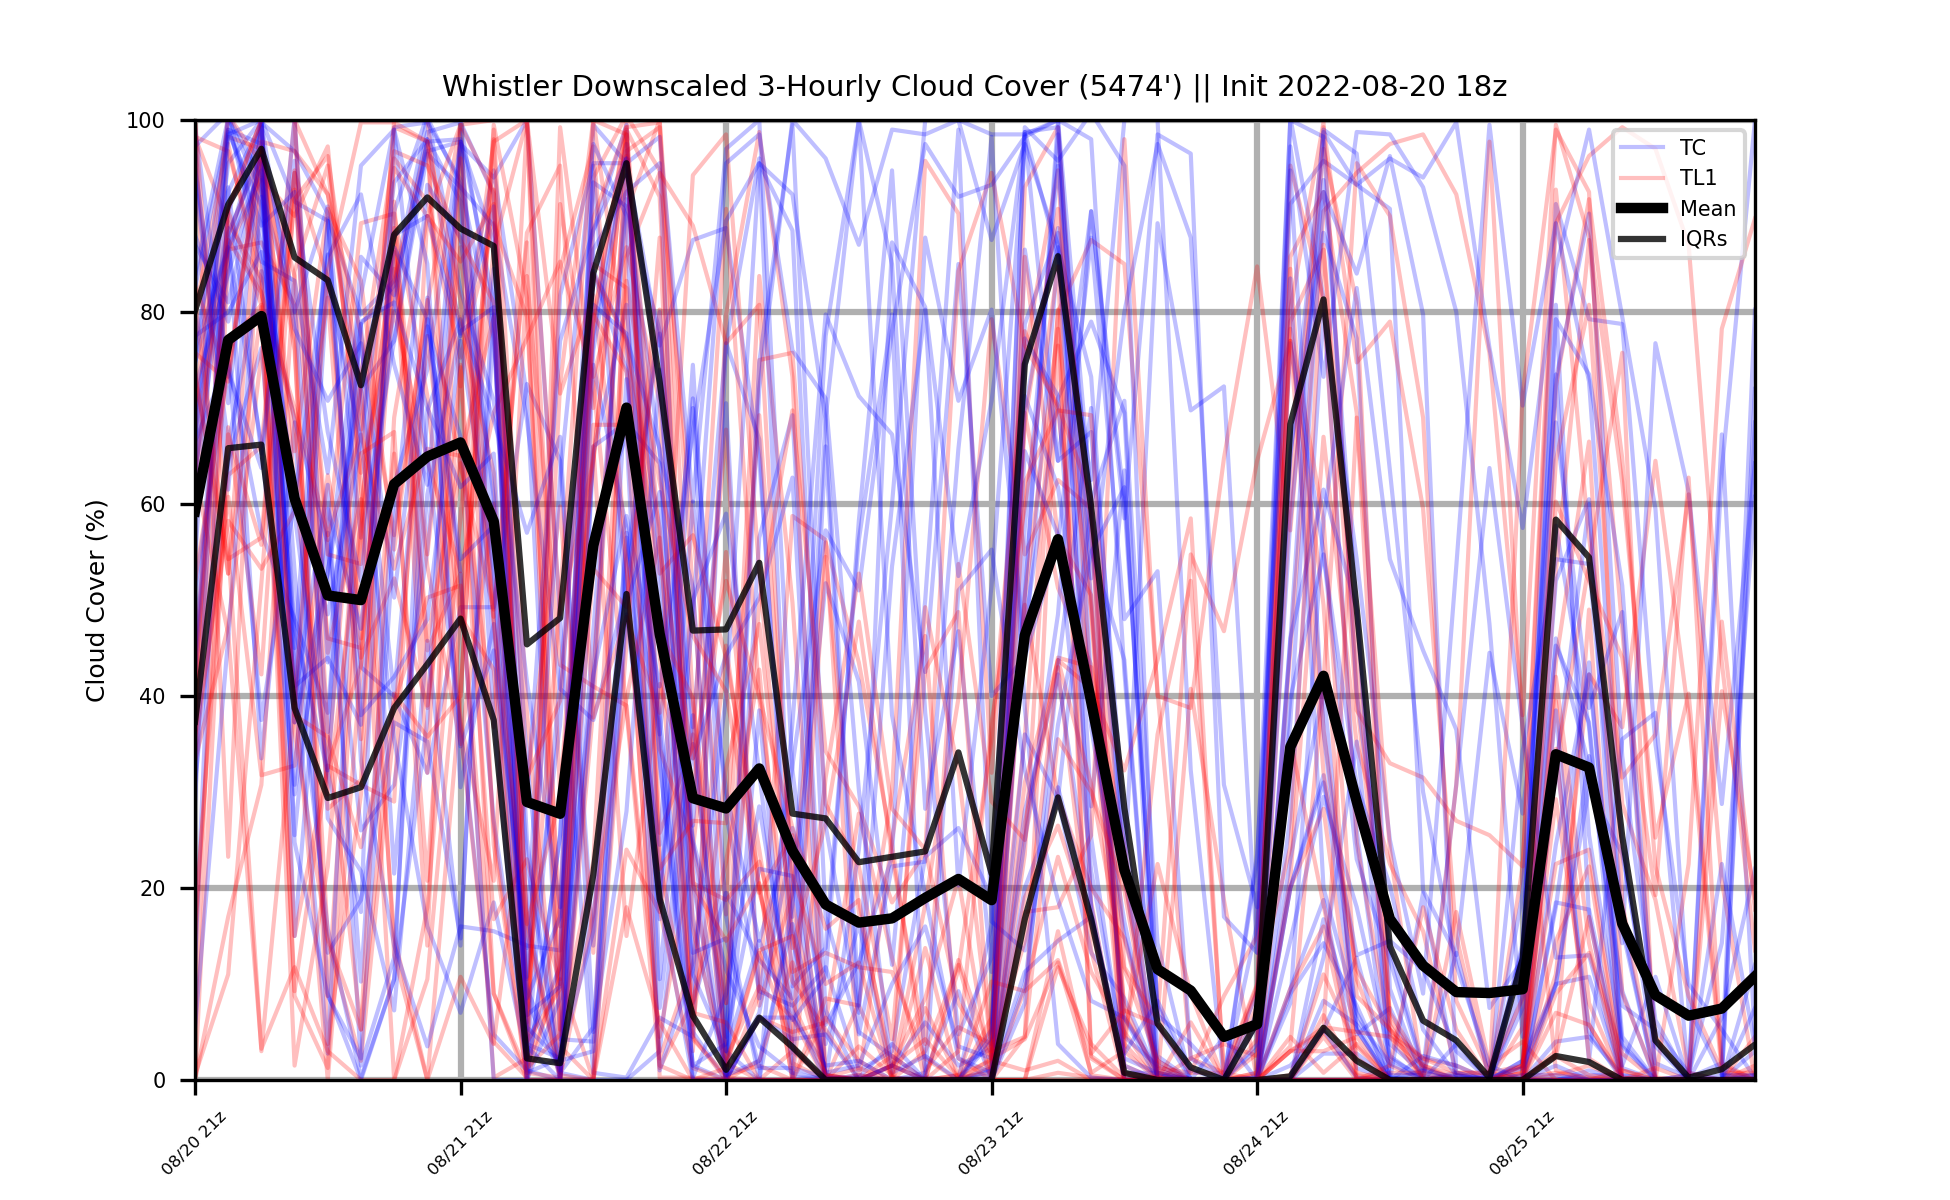 Whistler Downscaled 3-Hourly Cloud Cover (5474') || Init 2022-08-20 18z
Cloud Cover (%)
100
80
60
40
20
0
TC
TL1
Mean
IQRs
08/20 21z
08/21 21z
08/22 21z
08/23 21z
08/24 21z
08/25 21z